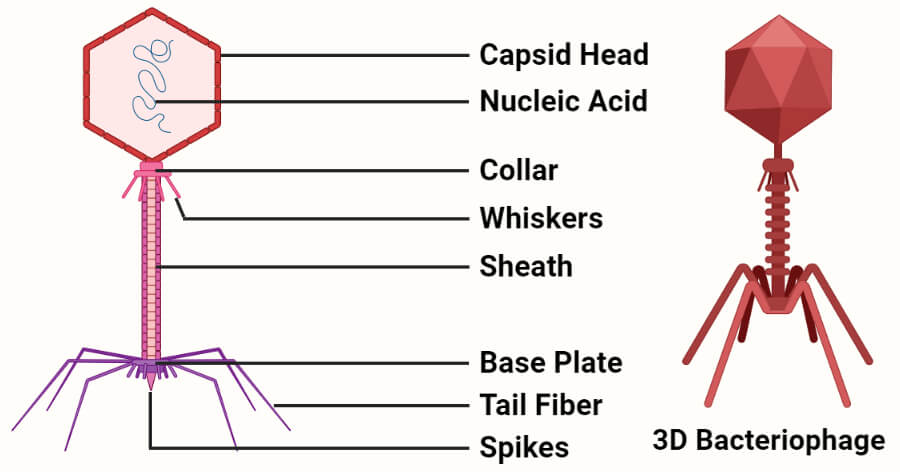 Capsid Head
Nucleic Acid
Collar
Whiskers
Sheath
Base Plate
Tail Fiber
Spikes
3D Bacteriophage